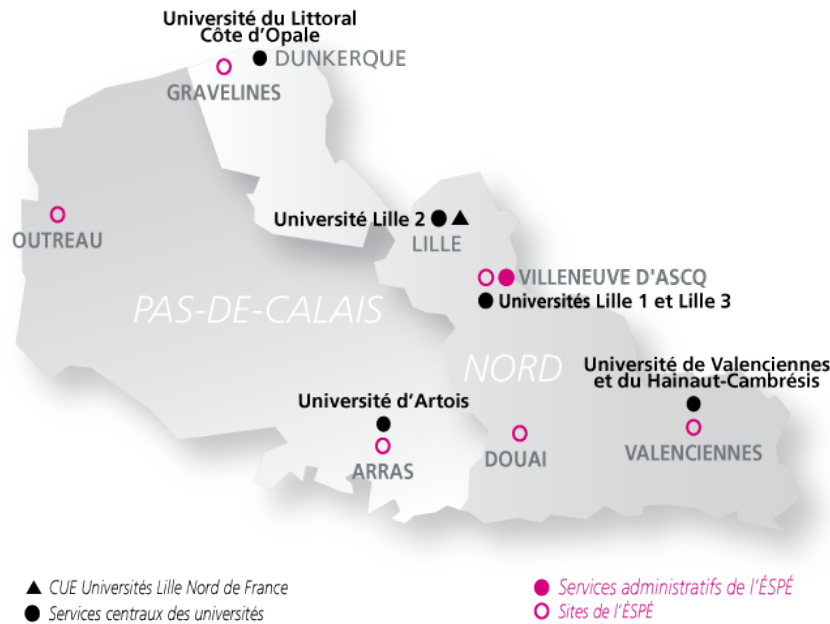 Université du Littoral
Côte d'Opale
DUNKERQUE
GRAVELINES
OUTREAU
Université Lille 2
LILLE
VILLENEUVE D'ASCQ
Universités Lille 1 et Lille 3
PAS-DE-CALAIS
NORD
Université de Valenciennes
et du Hainaut-Cambrésis
Université d'Artois
ARRAS
DOUAI
VALENCIENNES
CUE Universités Lille Nord de France
Services centraux des universités
Services administratifs de l'ÉSPÉ
Sites de l'ÉSPÉ